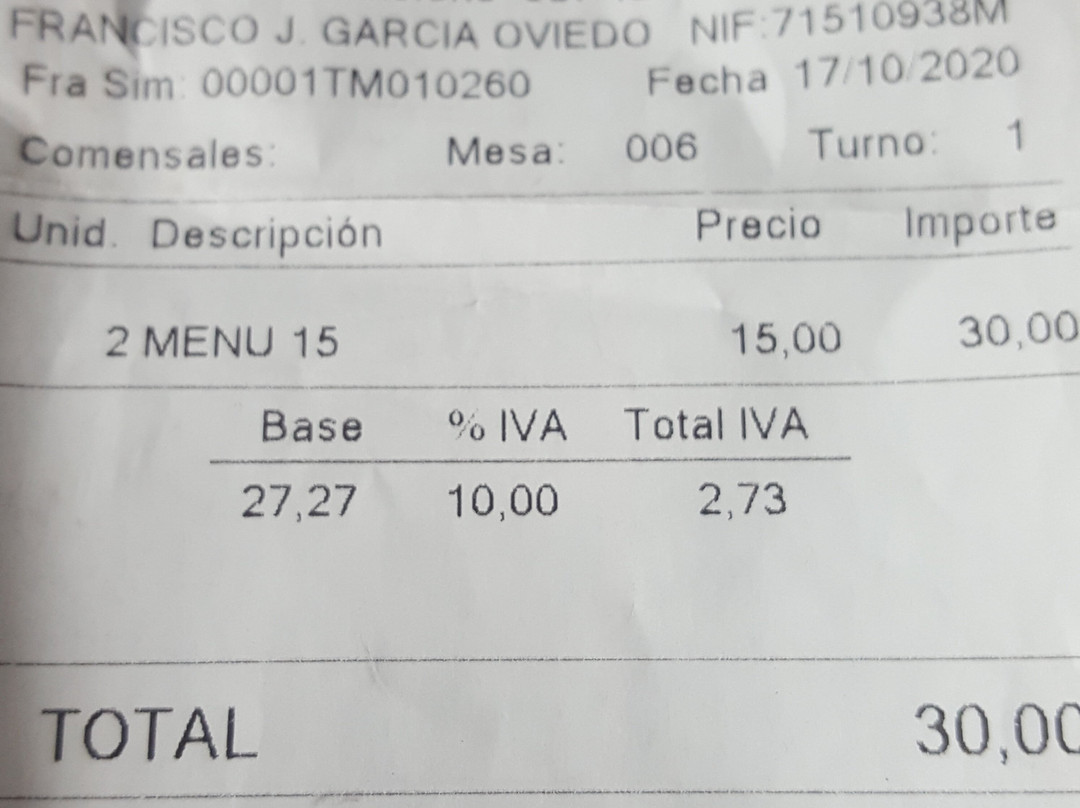 FRANCISCO J. GARCIA OVIEDO NIF:71510938M
Fra Sim: 00001TM010260 Fecha 17/10/2020
Comensales: Mesa: 006 Turno: 1
Unid. Descripción Precio Importe
2 MENU 15 15,00 30,00
Base % IVA Total IVA
27,27 10,00 2,73
TOTAL 30,00